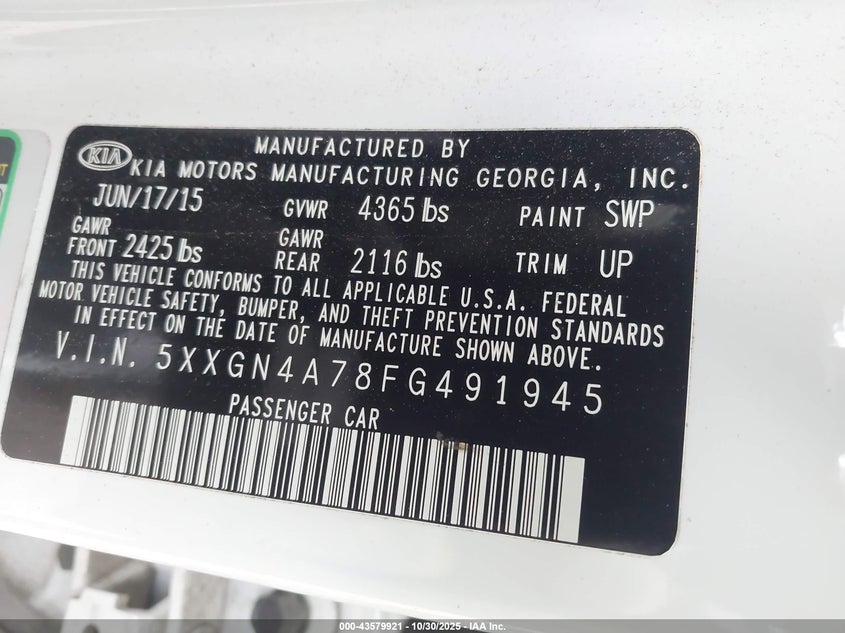 KIA
MANUFACTURED BY
KIA MOTORS MANUFACTURING GEORGIA, INC.
JUN/17/15 GVWR 4365 lbs PAINT SWP
GAWR FRONT 2425 lbs GAWR REAR 2116 lbs TRIM UP
THIS VEHICLE CONFORMS TO ALL APPLICABLE U.S.A. FEDERAL
MOTOR VEHICLE SAFETY, BUMPER, AND THEFT PREVENTION STANDARDS
IN EFFECT ON THE DATE OF MANUFACTURE SHOWN ABOVE.
V.I.N. 5XXGN4A78FG491945
PASSENGER CAR
000-43579921 - 10/30/2025 - IAA Inc.